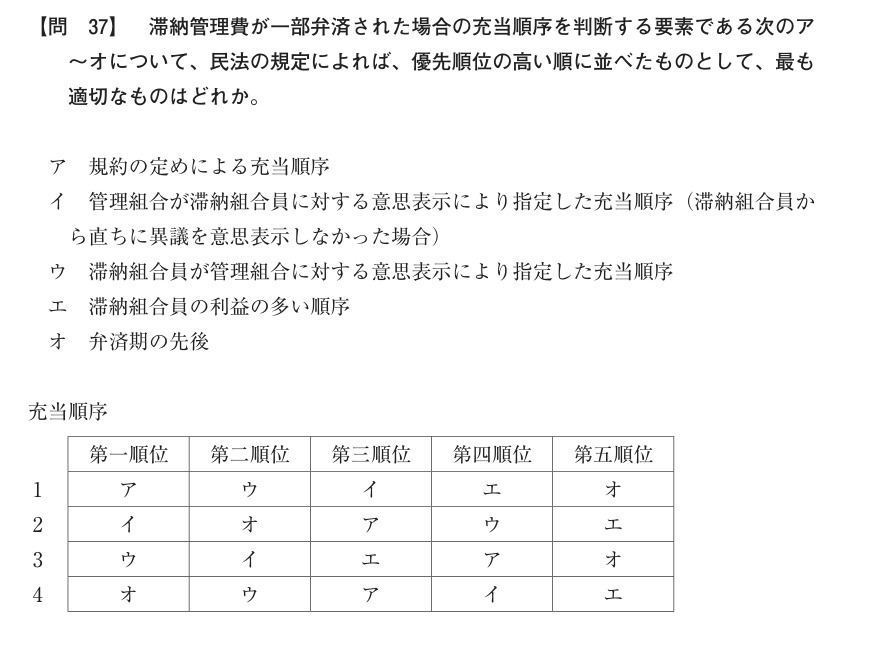 【問 37】 滞納管理費が一部弁済された場合の充当順序を判断する要素である次のア
～オについて、民法の規定によれば、優先順位の高い順に並べたものとして、最も
適切なものはどれか。
ア 規約の定めによる充当順序
イ 管理組合が滞納組合員に対する意思表示により指定した充当順序（滞納組合員か
ら直ちに異議を意思表示しなかった場合）
ウ 滞納組合員が管理組合に対する意思表示により指定した充当順序
エ 滞納組合員の利益の多い順序
オ 弁済期の先後
充当順序
第一順位 第二順位 第三順位 第四順位 第五順位
1 ア ウ イ エ オ
2 イ オ ア ウ エ
3 ウ イ エ ア オ
4 オ ウ ア イ エ